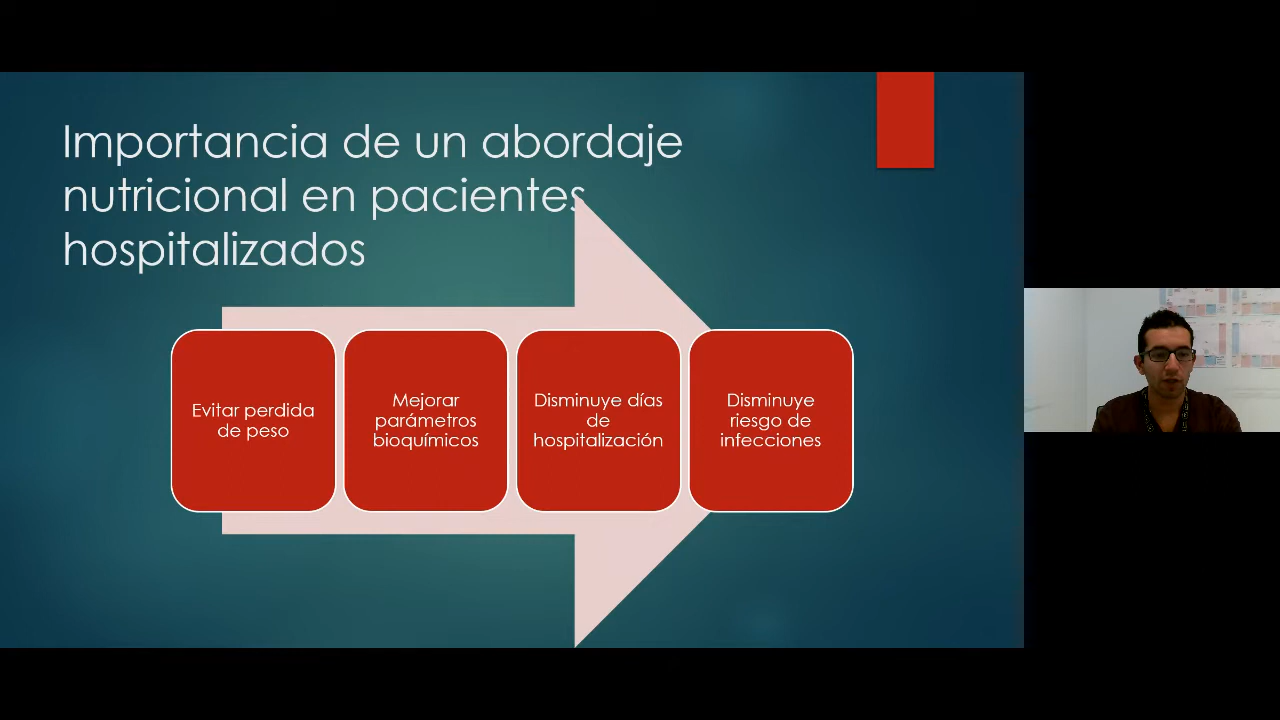 Importancia de un abordaje
nutricional en pacientes
hospitalizados
Evitar perdida
de peso
Mejorar
parámetros
bioquímicos
Disminuye días
de
hospitalización
Disminuye
riesgo de
infecciones